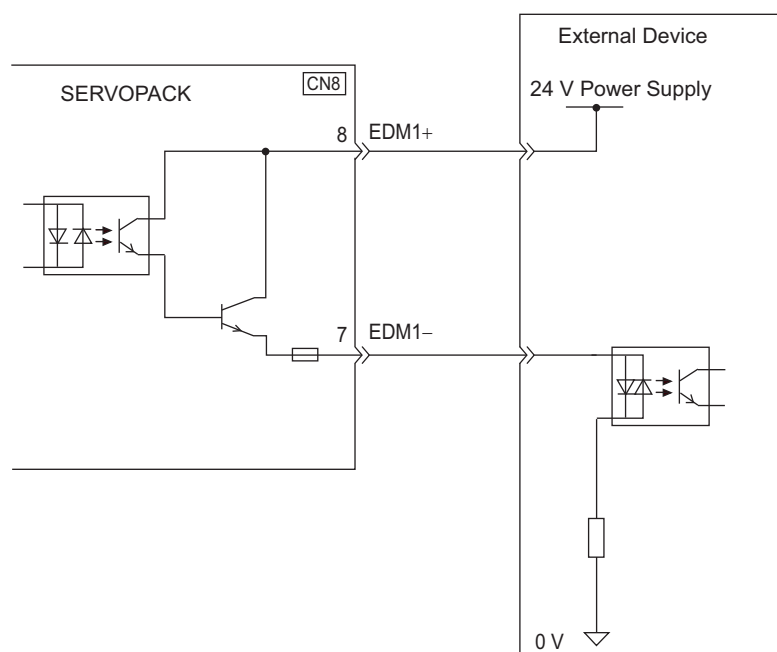 External Device
CN8
SERVOPACK
24 V Power Supply
8 EDM1+
7 EDM1−
0 V